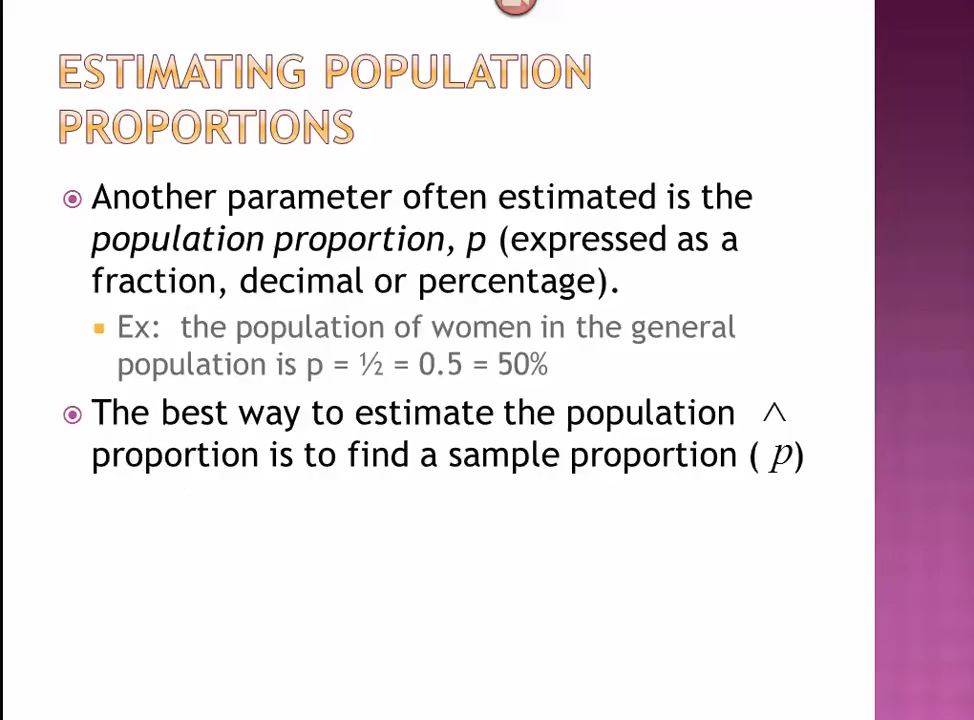 ESTIMATING POPULATION
PROPORTIONS
Another parameter often estimated is the
population proportion, p (expressed as a
fraction, decimal or percentage).
Ex: the population of women in the general
population is p = ½ = 0.5 = 50%
The best way to estimate the population ^
proportion is to find a sample proportion ( p)